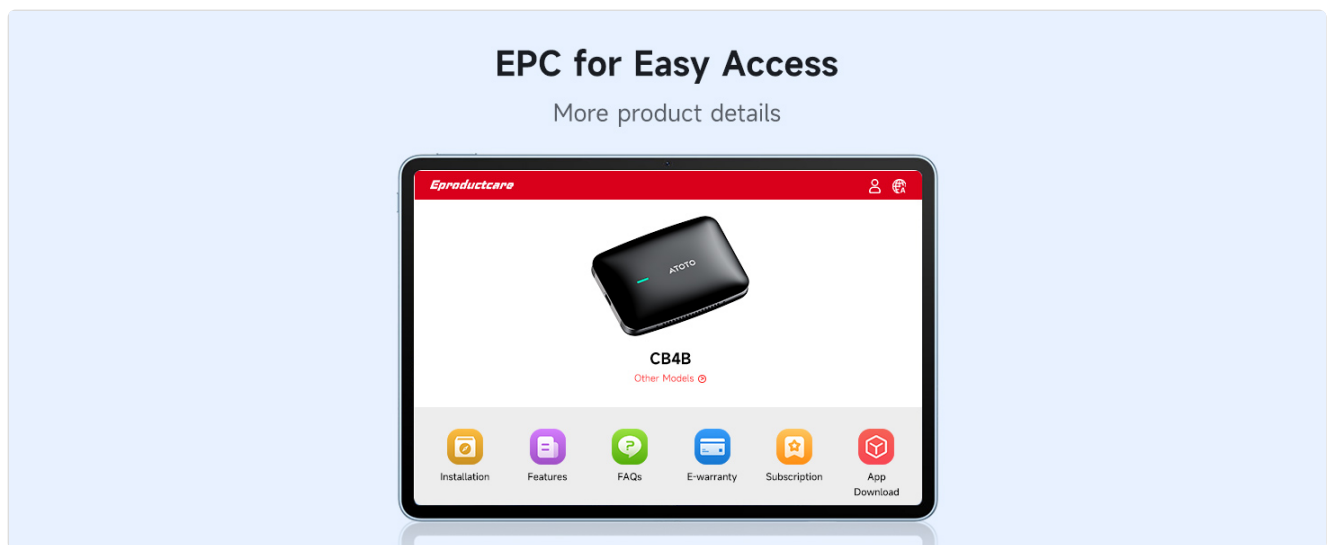 EPC for Easy Access
More product details
Eproductcare
ATOTO
CB4B
Other Models
Installation
Features
FAQs
E-warranty
Subscription
App
Download